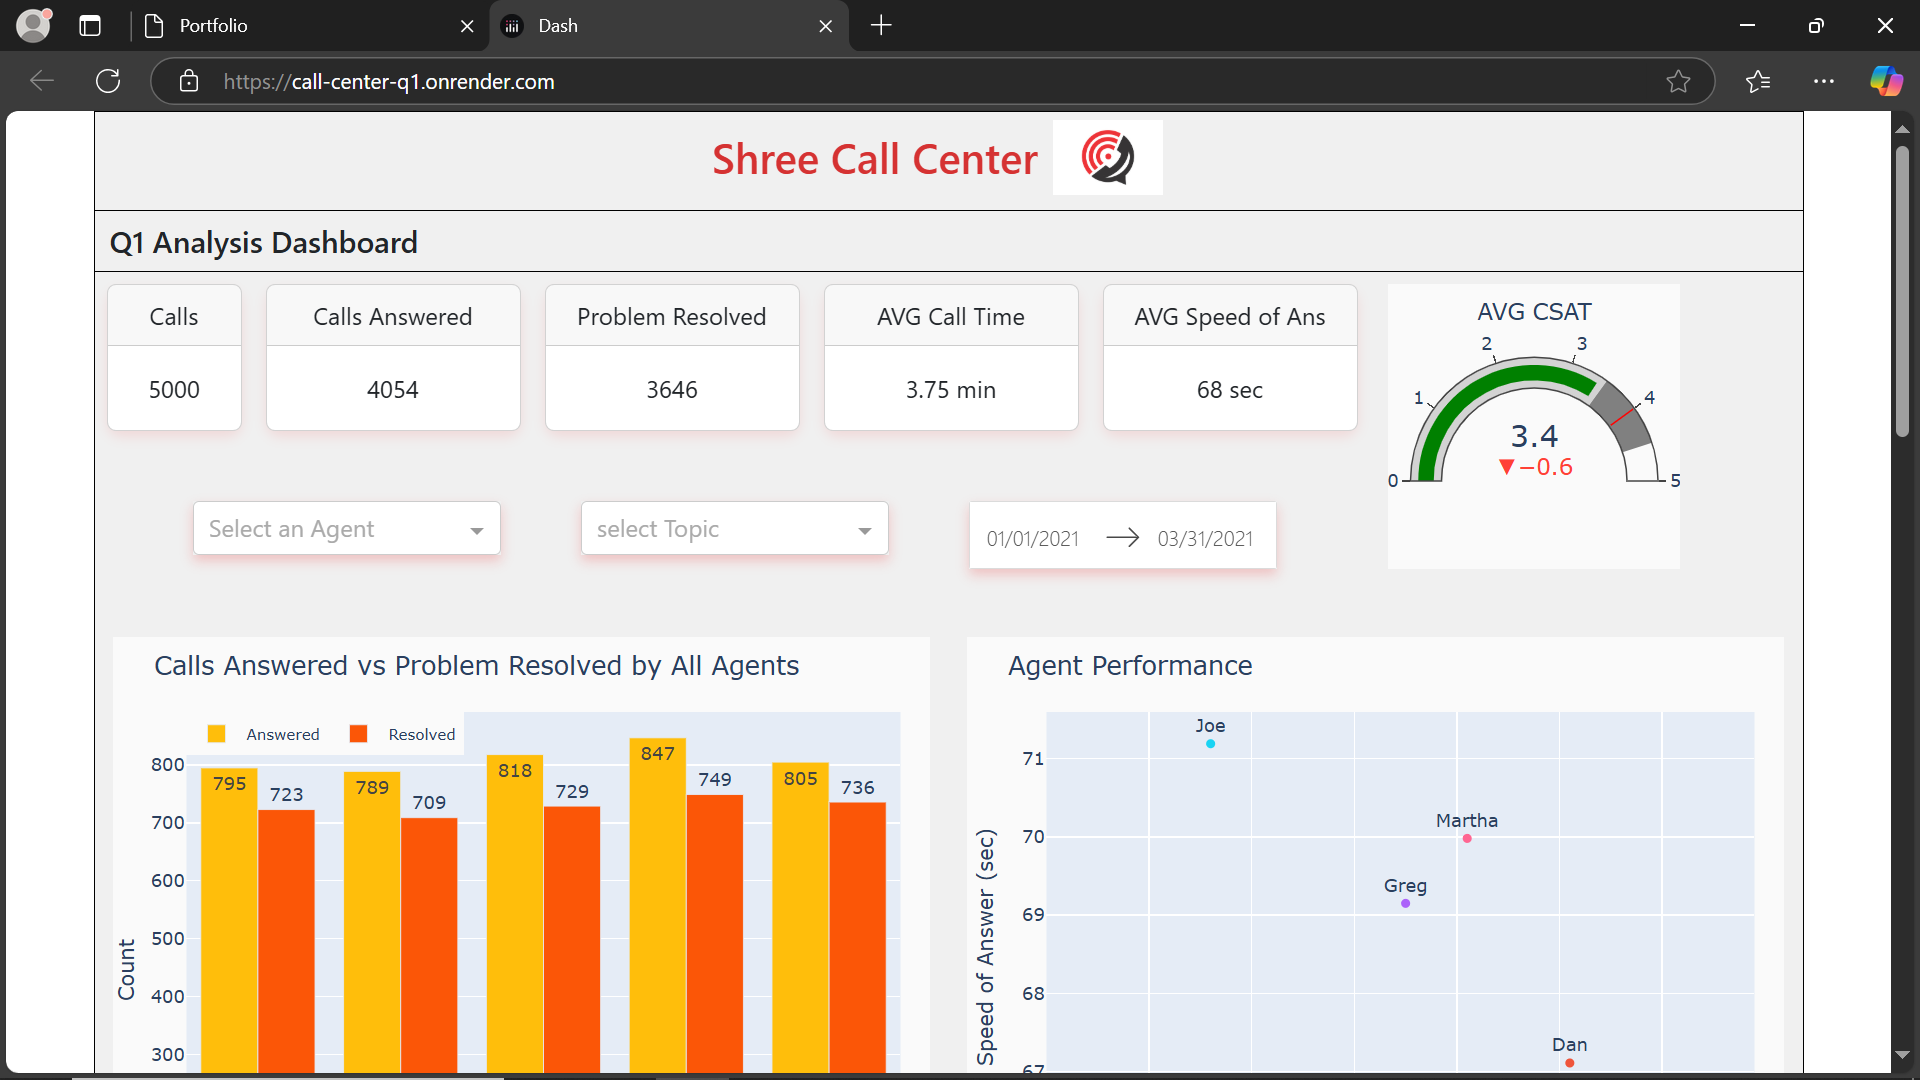 Portfolio
Dash
https://call-center-q1.onrender.com
Shree Call Center
Q1 Analysis Dashboard
Calls
5000
Calls Answered
4054
Problem Resolved
3646
AVG Call Time
3.75 min
AVG Speed of Ans
68 sec
AVG CSAT
0
1
2
3
4
5
3.4
▼−0.6
Select an Agent
select Topic
01/01/2021 → 03/31/2021
Calls Answered vs Problem Resolved by All Agents
Answered
Resolved
Count
800
700
600
500
400
300
795
723
789
709
818
729
847
749
805
736
Agent Performance
Speed of Answer (sec)
71
70
69
68
67
Joe
Martha
Greg
Dan